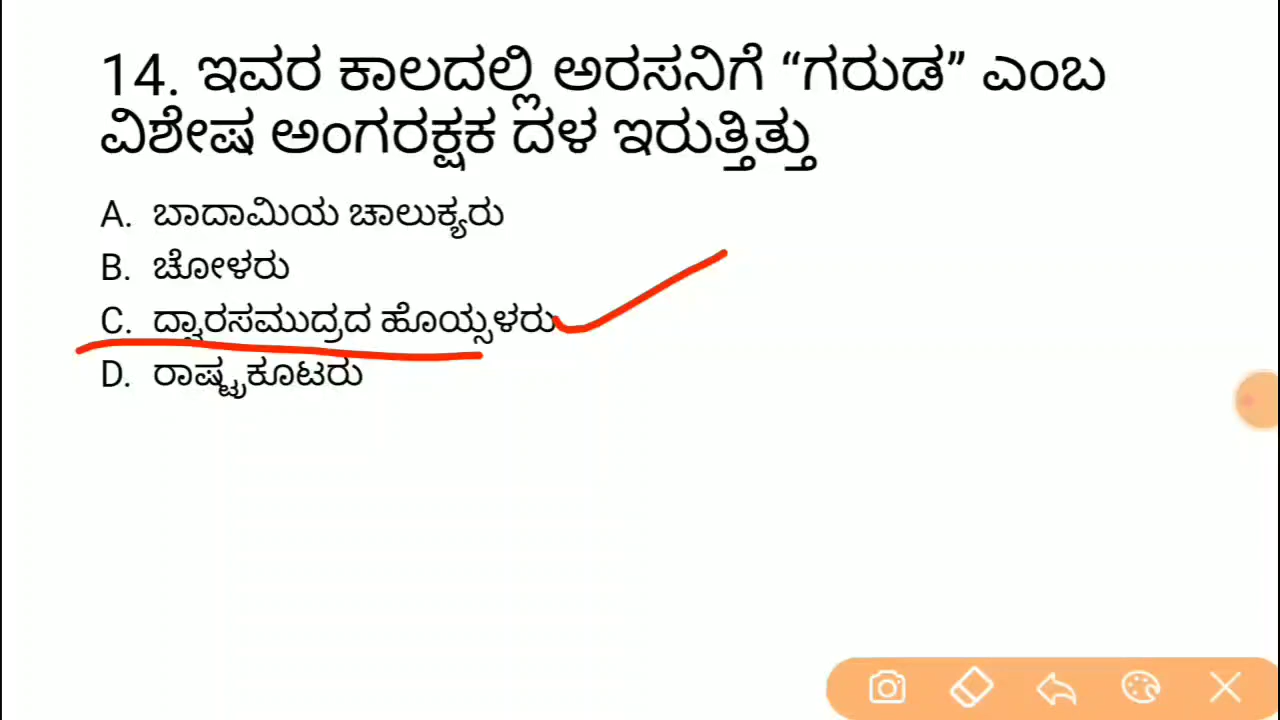 14. ಇವರ ಕಾಲದಲ್ಲಿ ಅರಸನಿಗೆ “ಗರುಡ” ಎಂಬ
ವಿಶೇಷ ಅಂಗರಕ್ಷಕ ದಳ ಇರುತ್ತಿತ್ತು
A. ಬಾದಾಮಿಯ ಚಾಲುಕ್ಯರು
B. ಚೋಳರು
C. ದ್ವಾರಸಮುದ್ರದ ಹೊಯ್ಸಳರು
D. ರಾಷ್ಟ್ರಕೂಟರು